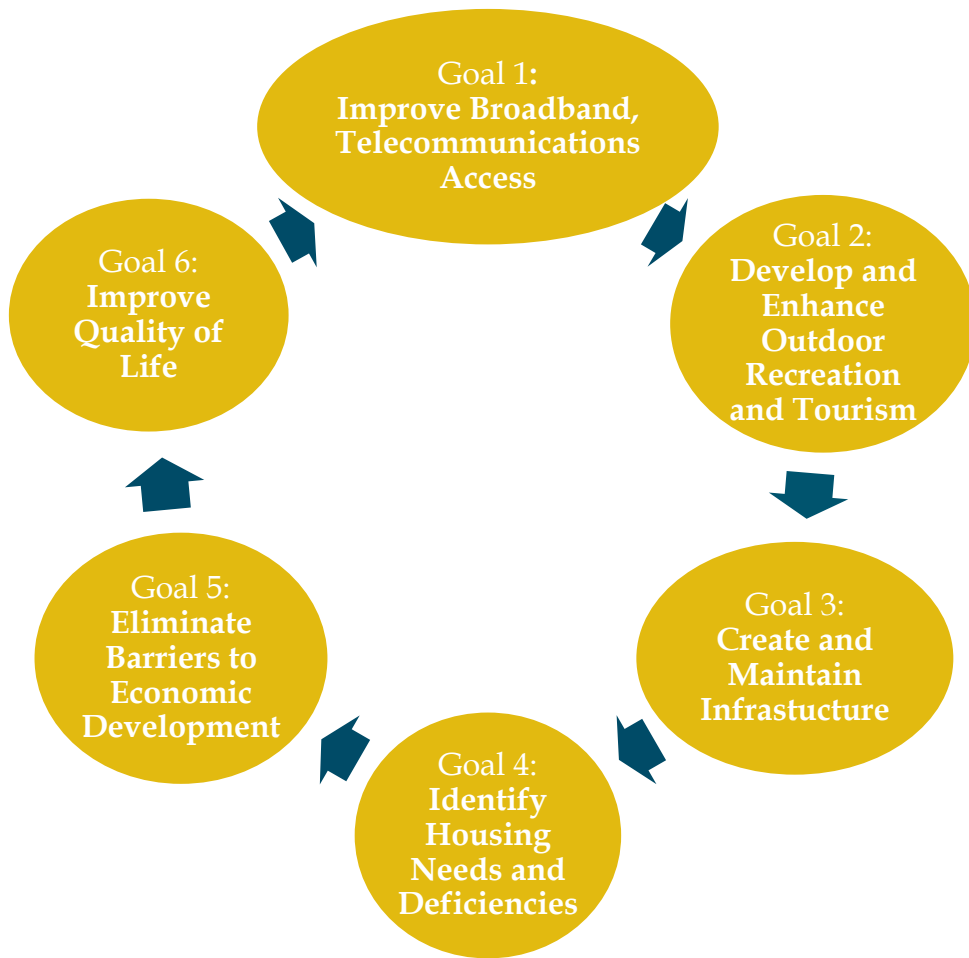 Goal 1:
Improve Broadband,
Telecommunications
Access
Goal 2:
Develop and
Enhance
Outdoor
Recreation
and Tourism
Goal 3:
Create and
Maintain
Infrastucture
Goal 4:
Identify
Housing
Needs and
Deficiencies
Goal 5:
Eliminate
Barriers to
Economic
Development
Goal 6:
Improve
Quality of
Life